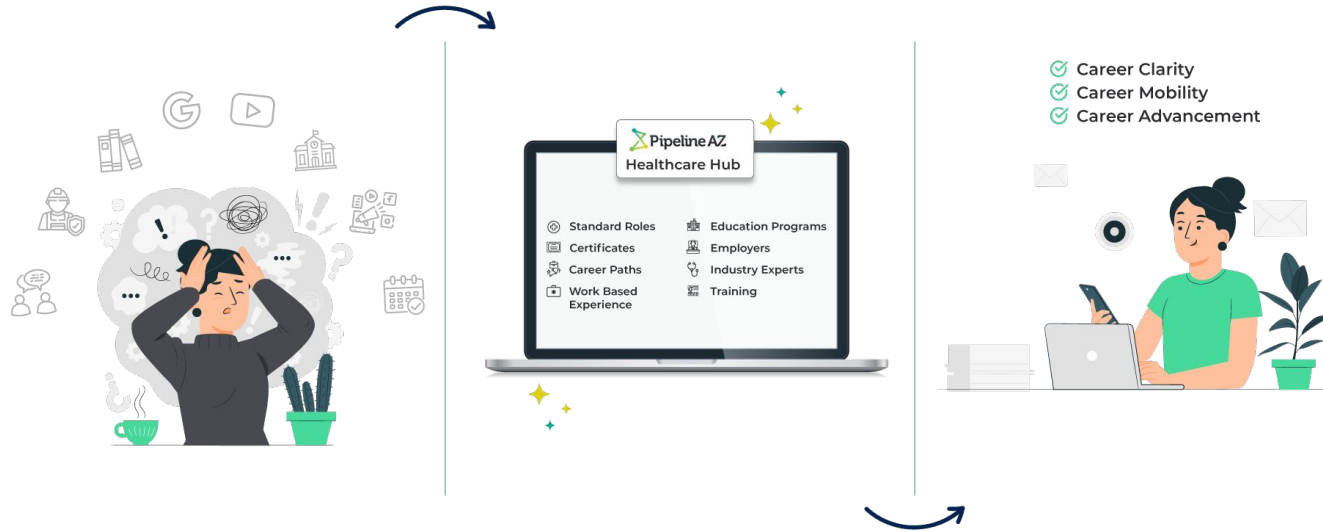 Pipeline AZ
Healthcare Hub
Standard Roles
Certificates
Career Paths
Work Based
Experience
Education Programs
Employers
Industry Experts
Training
Career Clarity
Career Mobility
Career Advancement